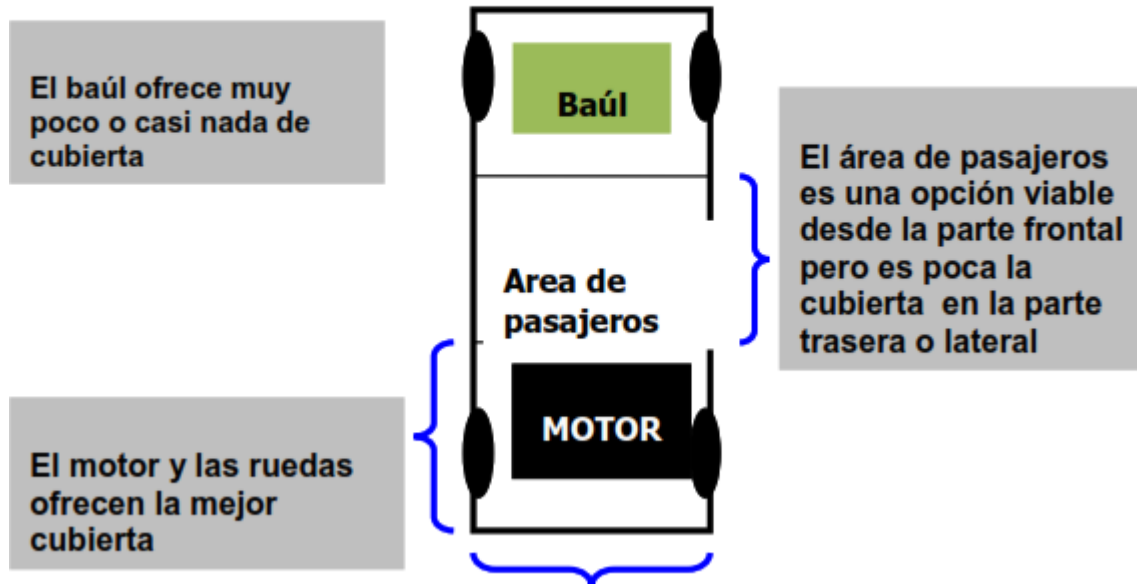 El baúl ofrece muy
poco o casi nada de
cubierta
Baúl
El área de pasajeros
es una opción viable
desde la parte frontal
pero es poca la
cubierta en la parte
trasera o lateral
Area de
pasajeros
MOTOR
El motor y las ruedas
ofrecen la mejor
cubierta